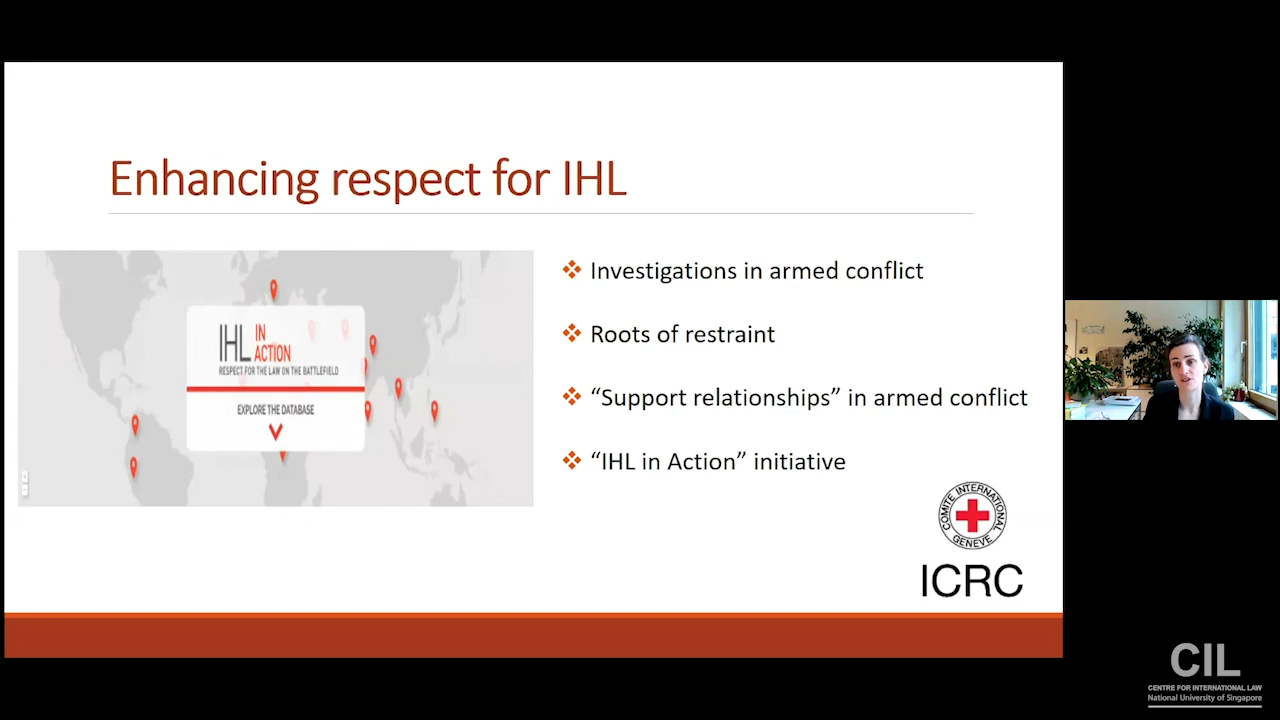 Enhancing respect for IHL
IHL IN
ACTION
RESPECT FOR THE LAW ON THE BATTLEFIELD
EXPLORE THE DATABASE
Investigations in armed conflict
Roots of restraint
“Support relationships” in armed conflict
“IHL in Action” initiative
COMITE INTERNATIONAL
GENEVE
ICRC
CIL
CENTRE FOR INTERNATIONAL LAW
National University of Singapore